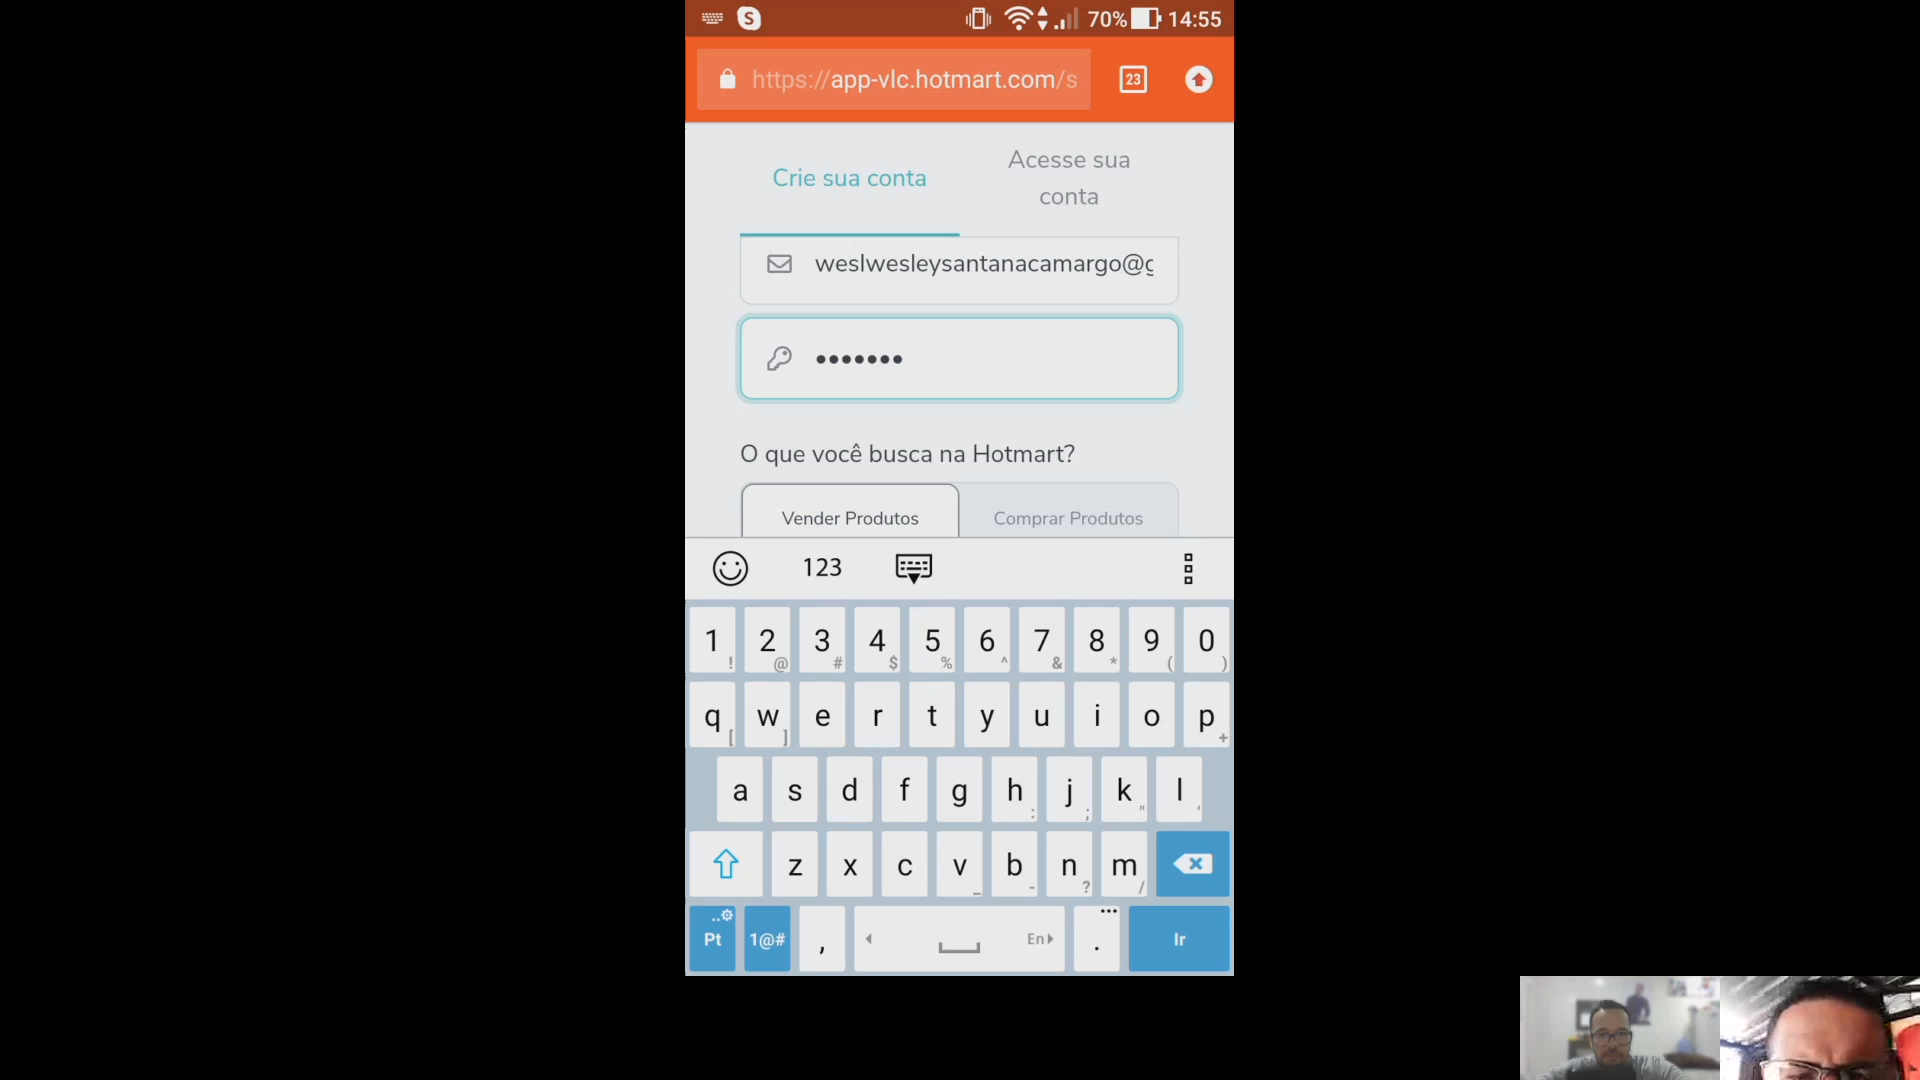 S 70% 14:55
https://app-vlc.hotmart.com/s 23
Crie sua conta
Acesse sua
conta
weslwesleysantanacamargo@g
•••••••
O que você busca na Hotmart?
Vender Produtos Comprar Produtos
123
1 2 3 4 5 6 7 8 9 0
! @ # $ % ^ & * ( )
q w e r t y u i o p
[ ] +
a s d f g h j k l
: ; " '
z x c v b n m
_ - ? /
Pt 1@# , En . Ir